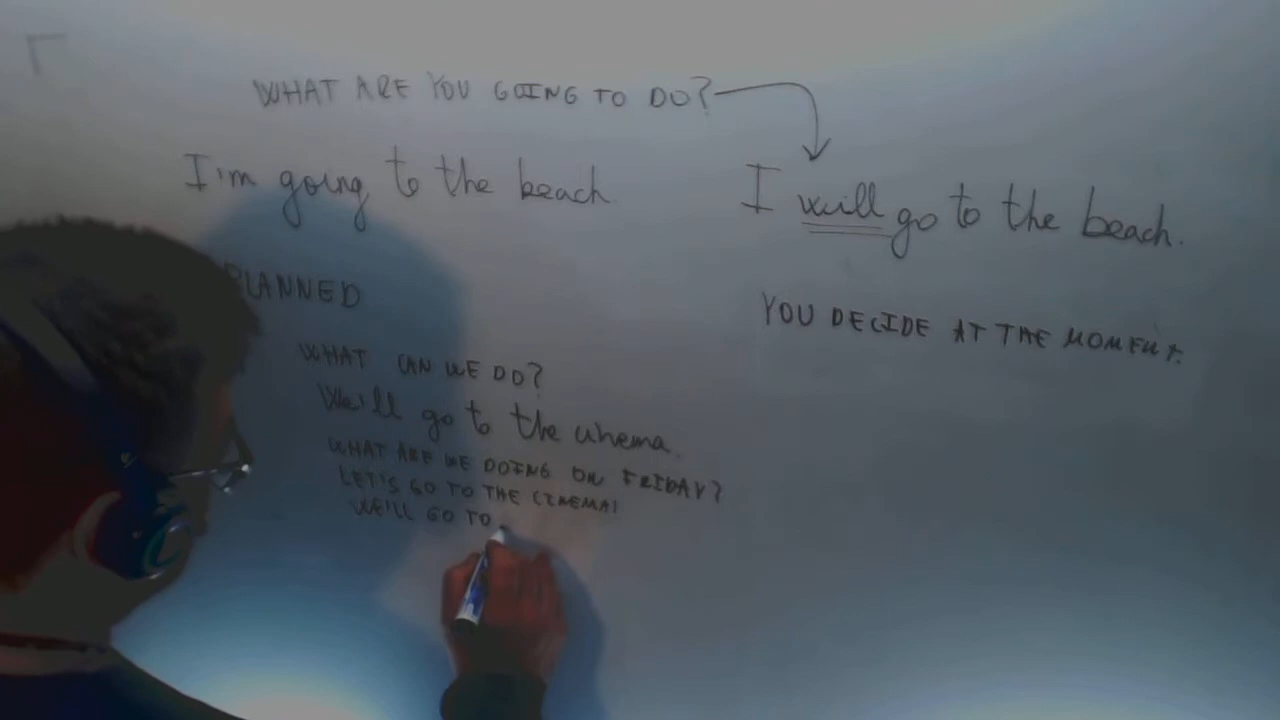 WHAT ARE YOU GOING TO DO?
I'm going to the beach
I will go to the beach.
PLANNED
YOU DECIDE AT THE MOMENT.
WHAT CAN WE DO?
We'll go to the cinema.
WHAT ARE WE DOING ON FRIDAY?
LET'S GO TO THE CINEMA!
WE'LL GO TO